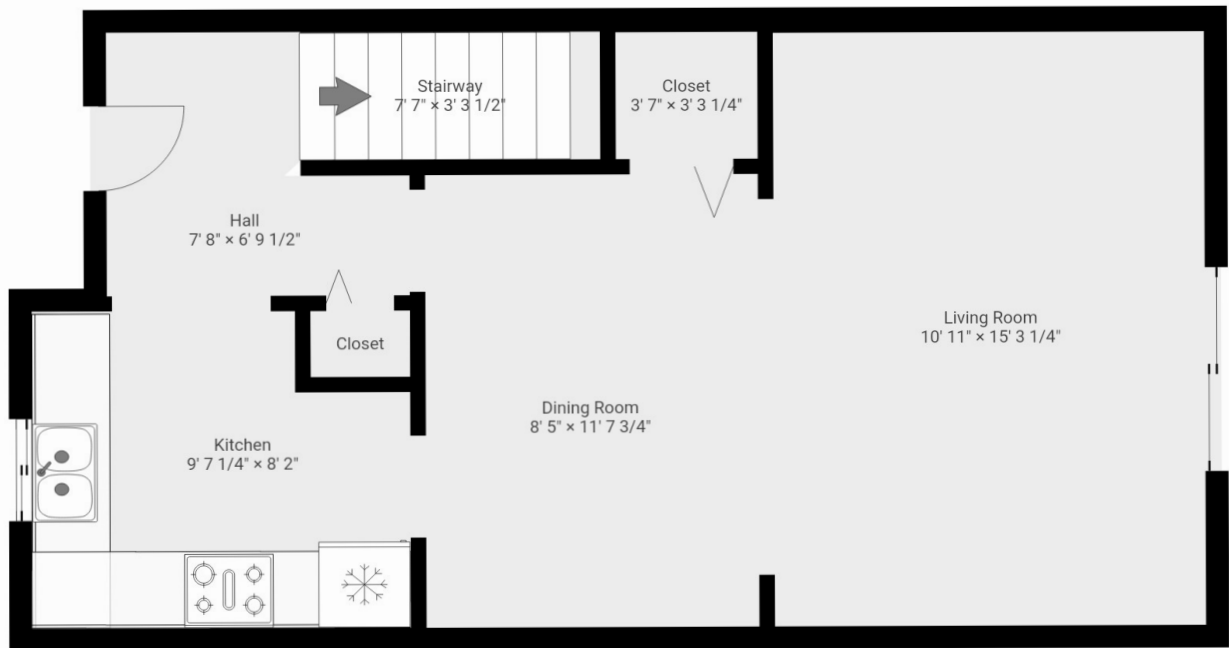 Stairway
7' 7" × 3' 3 1/2"
Closet
3' 7" × 3' 3 1/4"
Hall
7' 8" × 6' 9 1/2"
Living Room
10' 11" × 15' 3 1/4"
Closet
Dining Room
8' 5" × 11' 7 3/4"
Kitchen
9' 7 1/4" × 8' 2"